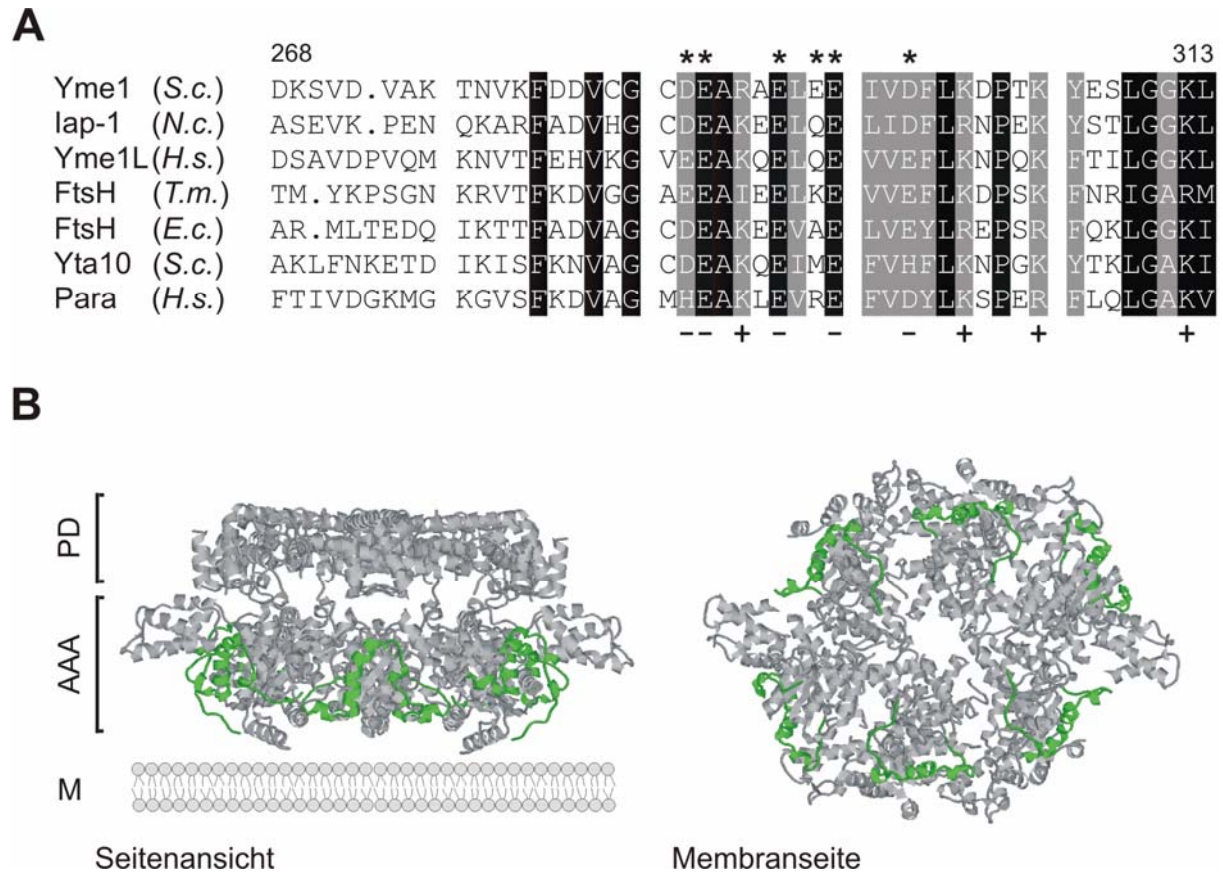 A
268 ** * ** * 313
Yme1 (S.c.) DKSVD.VAK TNVKFDDVCG CDEARAELEE IVDFLKDPTK YESLGGKL
Iap-1 (N.c.) ASEVK.PEN QKARFADVHG CDEAKEELQE LIDFLRNPEK YSTLGGKL
Yme1L (H.s.) DSAVDPVQM KNVTFEHVKG VEEAKQELQE VVEFLKNPQK FTILGGKL
FtsH (T.m.) TM.YKPSGN KRVTFKDVGG AEEAIEELKE VVEFLKDPSK FNRIGARM
FtsH (E.c.) AR.MLTEDQ IKTTFADVAG CDEAKEEVAE LVEYLREPSR FQKLGGKI
Yta10 (S.c.) AKLFNKETD IKISFKNVAG CDEAKQEIME FVHFLKNPGK YTKLGAKI
Para (H.s.) FTIVDGKMG KGVSFKDVAG MHEAKLEVRE FVDYLKSPER FLQLGAKV
−− + − − − + + +
B
PD
AAA
M
Seitenansicht Membranseite